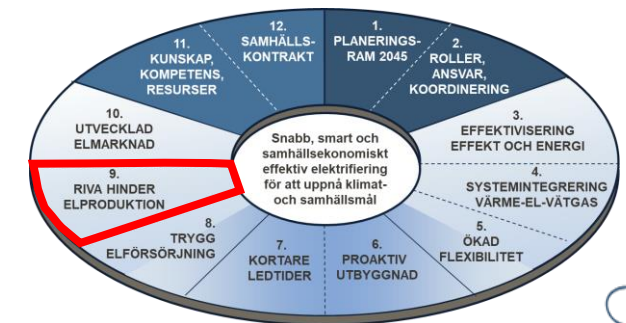 12.
SAMHÄLLS-
KONTRAKT
1.
PLANERINGS-
RAM 2045
2.
ROLLER,
ANSVAR,
KOORDINERING
3.
EFFEKTIVISERING
EFFEKT OCH ENERGI
4.
SYSTEMINTEGRERING
VÄRME-EL-VÄTGAS
5.
ÖKAD
FLEXIBILITET
6.
PROAKTIV
UTBYGGNAD
7.
KORTARE
LEDTIDER
8.
TRYGG
ELFÖRSÖRJNING
9.
RIVA HINDER
ELPRODUKTION
10.
UTVECKLAD
ELMARKNAD
11.
KUNSKAP,
KOMPETENS,
RESURSER
Snabb, smart och
samhällsekonomiskt
effektiv elektrifiering
för att uppnå klimat-
och samhällsmål